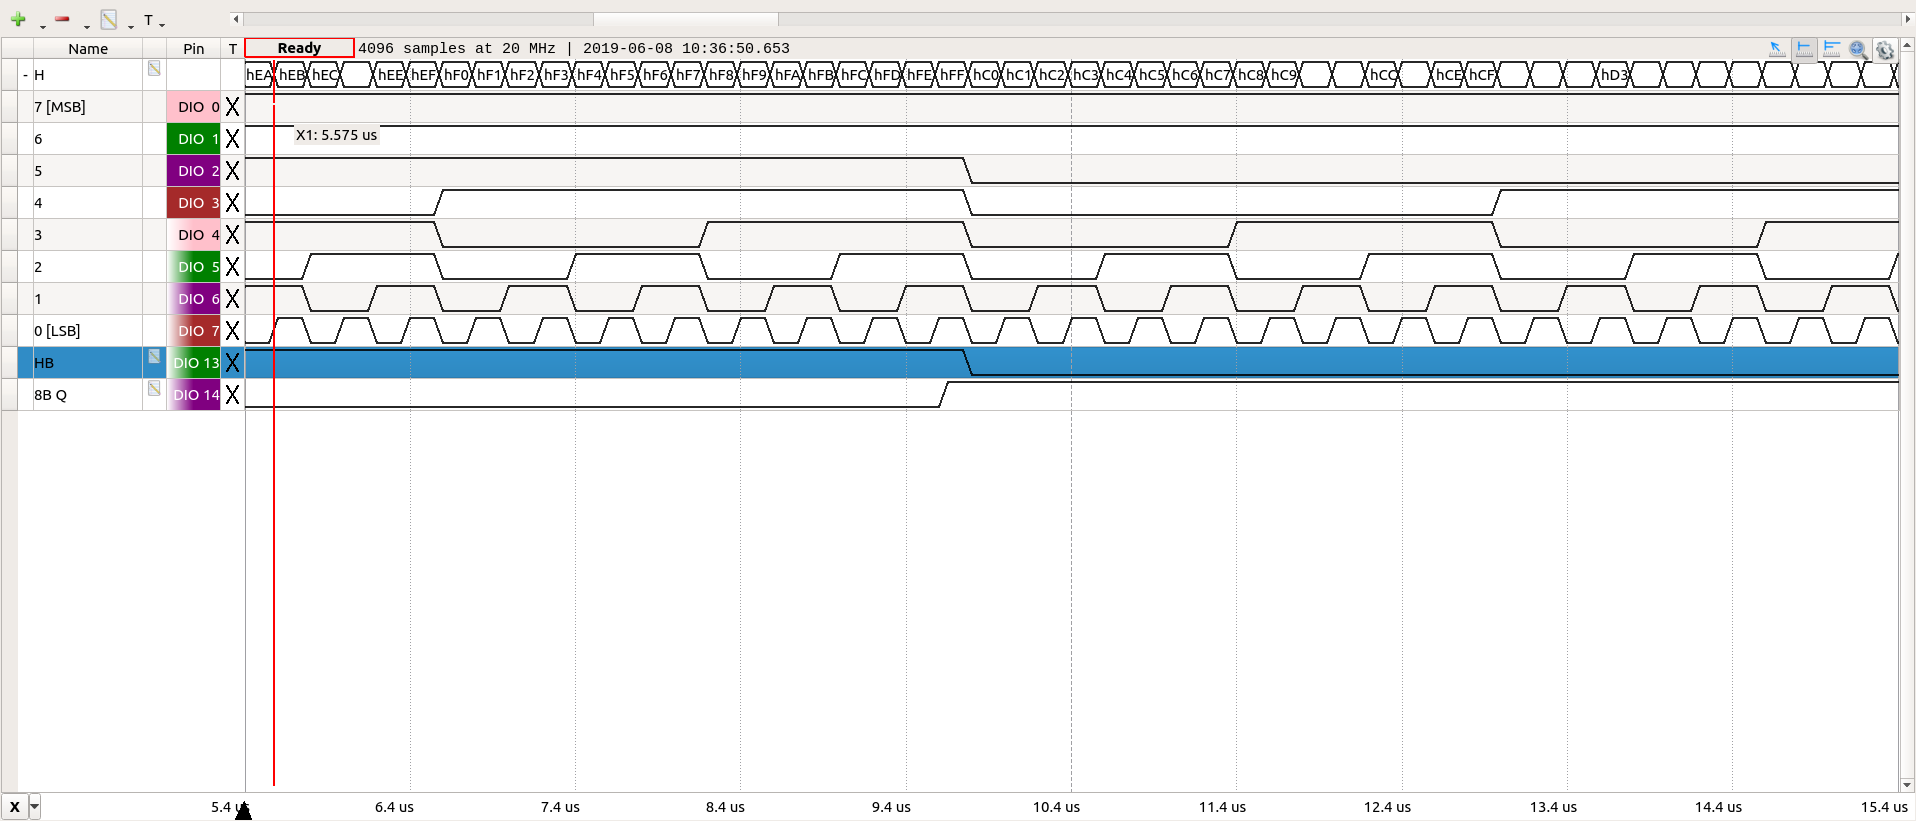 T
Name Pin T Ready 4096 samples at 20 MHz | 2019-06-08 10:36:50.653
- H hEA hEB hEC hEE hEF hF0 hF1 hF2 hF3 hF4 hF5 hF6 hF7 hF8 hF9 hFA hFB hFC hFD hFE hFF hC0 hC1 hC2 hC3 hC4 hC5 hC6 hC7 hC8 hC9 hCC hCE hCF hD3
7 [MSB] DIO 0 X
6 DIO 1 X X1: 5.575 us
5 DIO 2 X
4 DIO 3 X
3 DIO 4 X
2 DIO 5 X
1 DIO 6 X
0 [LSB] DIO 7 X
HB DIO 13 X
8B Q DIO 14 X
X 5.4 us 6.4 us 7.4 us 8.4 us 9.4 us 10.4 us 11.4 us 12.4 us 13.4 us 14.4 us 15.4 us